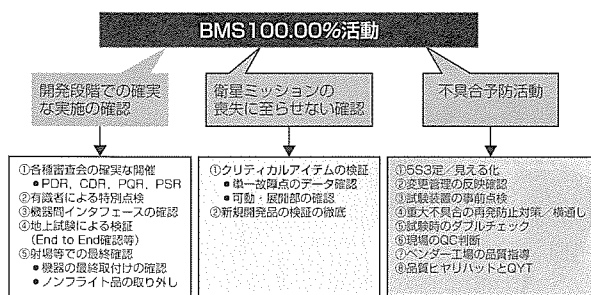 BMS100.00%活動
開発段階での確実
な実施の確認
①各種審査会の確実な開催
●PDR, CDR, PQR, PSR
②有識者による特別点検
③機器間インタフェースの確認
④地上試験による検証
(End to End確認等)
⑤射場等での最終確認
●機器の最終取付けの確認
●ノンフライト品の取り外し
衛星ミッションの
喪失に至らせない確認
①クリティカルアイテムの検証
●単一故障点のデータ確認
●可動・展開部の確認
②新規開発品の検証の徹底
不具合予防活動
①5S3定/見える化
②変更管理の反映確認
③試験装置の事前点検
④重大不具合の再発防止対策/横通し
⑤試験時のダブルチェック
⑥現場のQC判断
⑦ベンダー工場の品質指導
⑧品質ヒヤリハットとQYT